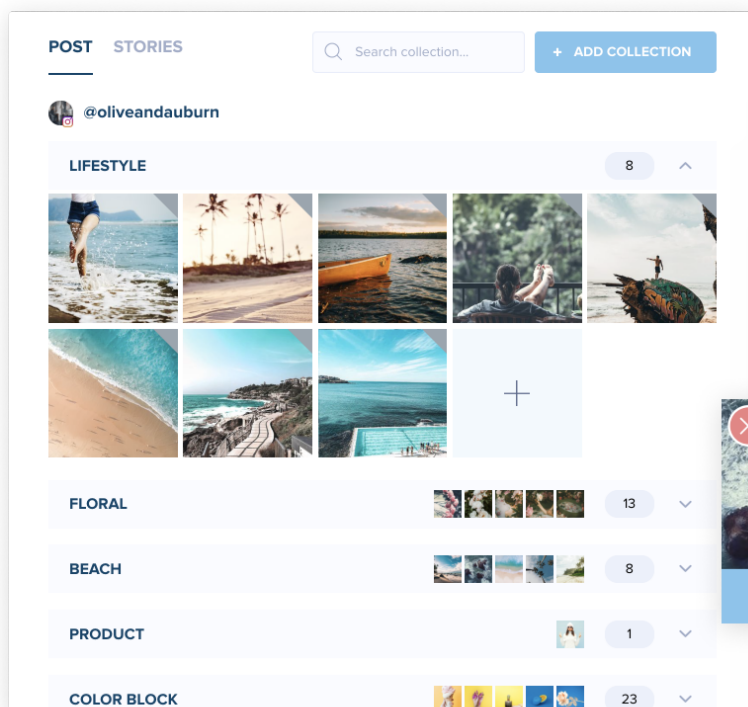 POST STORIES Search collection... + ADD COLLECTION
@oliveandauburn
LIFESTYLE 8
FLORAL 13
BEACH 8
PRODUCT 1
COLOR BLOCK 23